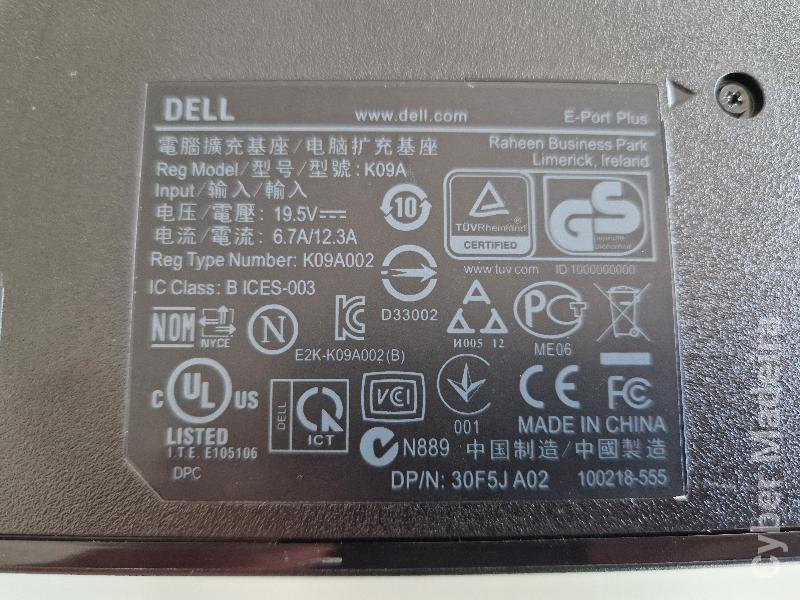 DELL www.dell.com E-Port Plus
電腦擴充基座/电脑扩充基座
Raheen Business Park
Limerick, Ireland
Reg Model/型号/型號: K09A
Input/输入/輸入
电压/電壓: 19.5V
电流/電流: 6.7A/12.3A
Reg Type Number: K09A002
IC Class: B ICES-003
10
TÜVRheinland
CERTIFIED
www.tuv.com
GS
ID 1000000000
D33002
NOM
NYCE
N
E2K-K09A002(B)
И005 12
ME06
c UL US
LISTED
I.T.E. E105106
DPC
DELL
ICT
VCI
001
CE FC
N889
MADE IN CHINA
中国制造/中國製造
DP/N: 30F5J A02
100218-555
cyber Madeira